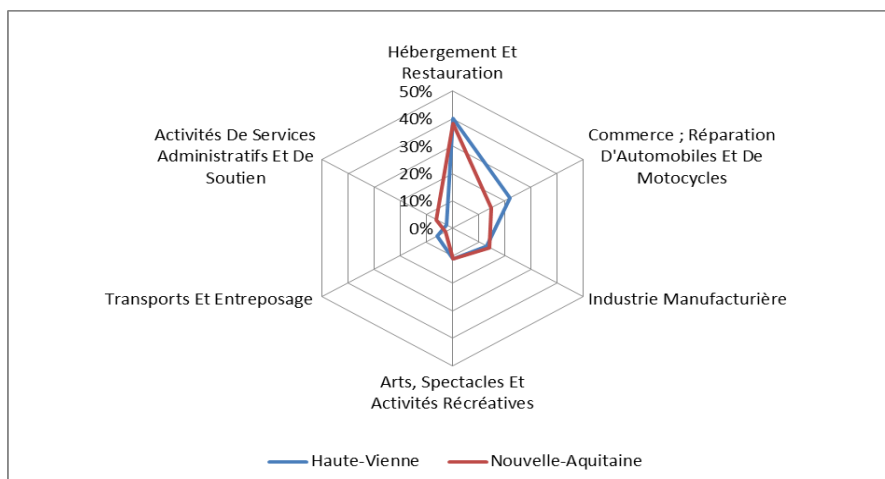 Hébergement Et
Restauration
50%
40%
30%
20%
10%
0%
Commerce ; Réparation
D'Automobiles Et De
Motocycles
Industrie Manufacturière
Arts, Spectacles Et
Activités Récréatives
Transports Et Entreposage
Activités De Services
Administratifs Et De
Soutien
Haute-Vienne
Nouvelle-Aquitaine